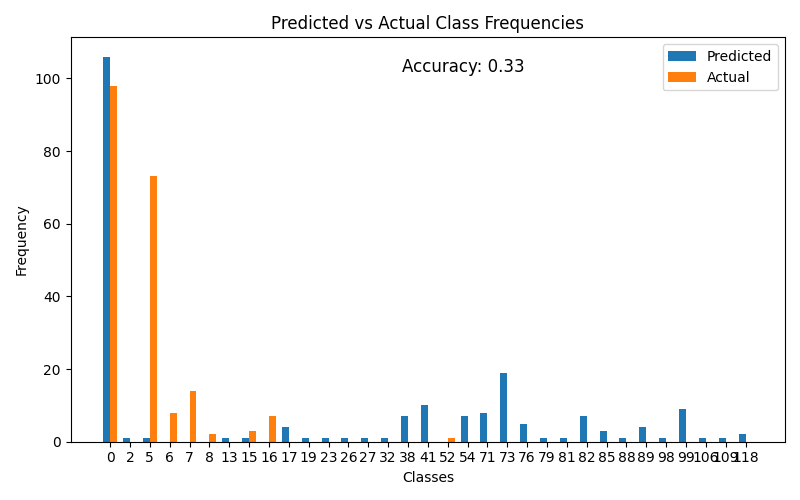 Predicted vs Actual Class Frequencies
Accuracy: 0.33
Predicted
Actual
100
80
60
40
20
0
Frequency
0 2 5 6 7 8 13 15 16 17 19 23 26 27 32 38 41 52 54 71 73 76 79 81 82 85 88 89 98 99 106 109 118
Classes